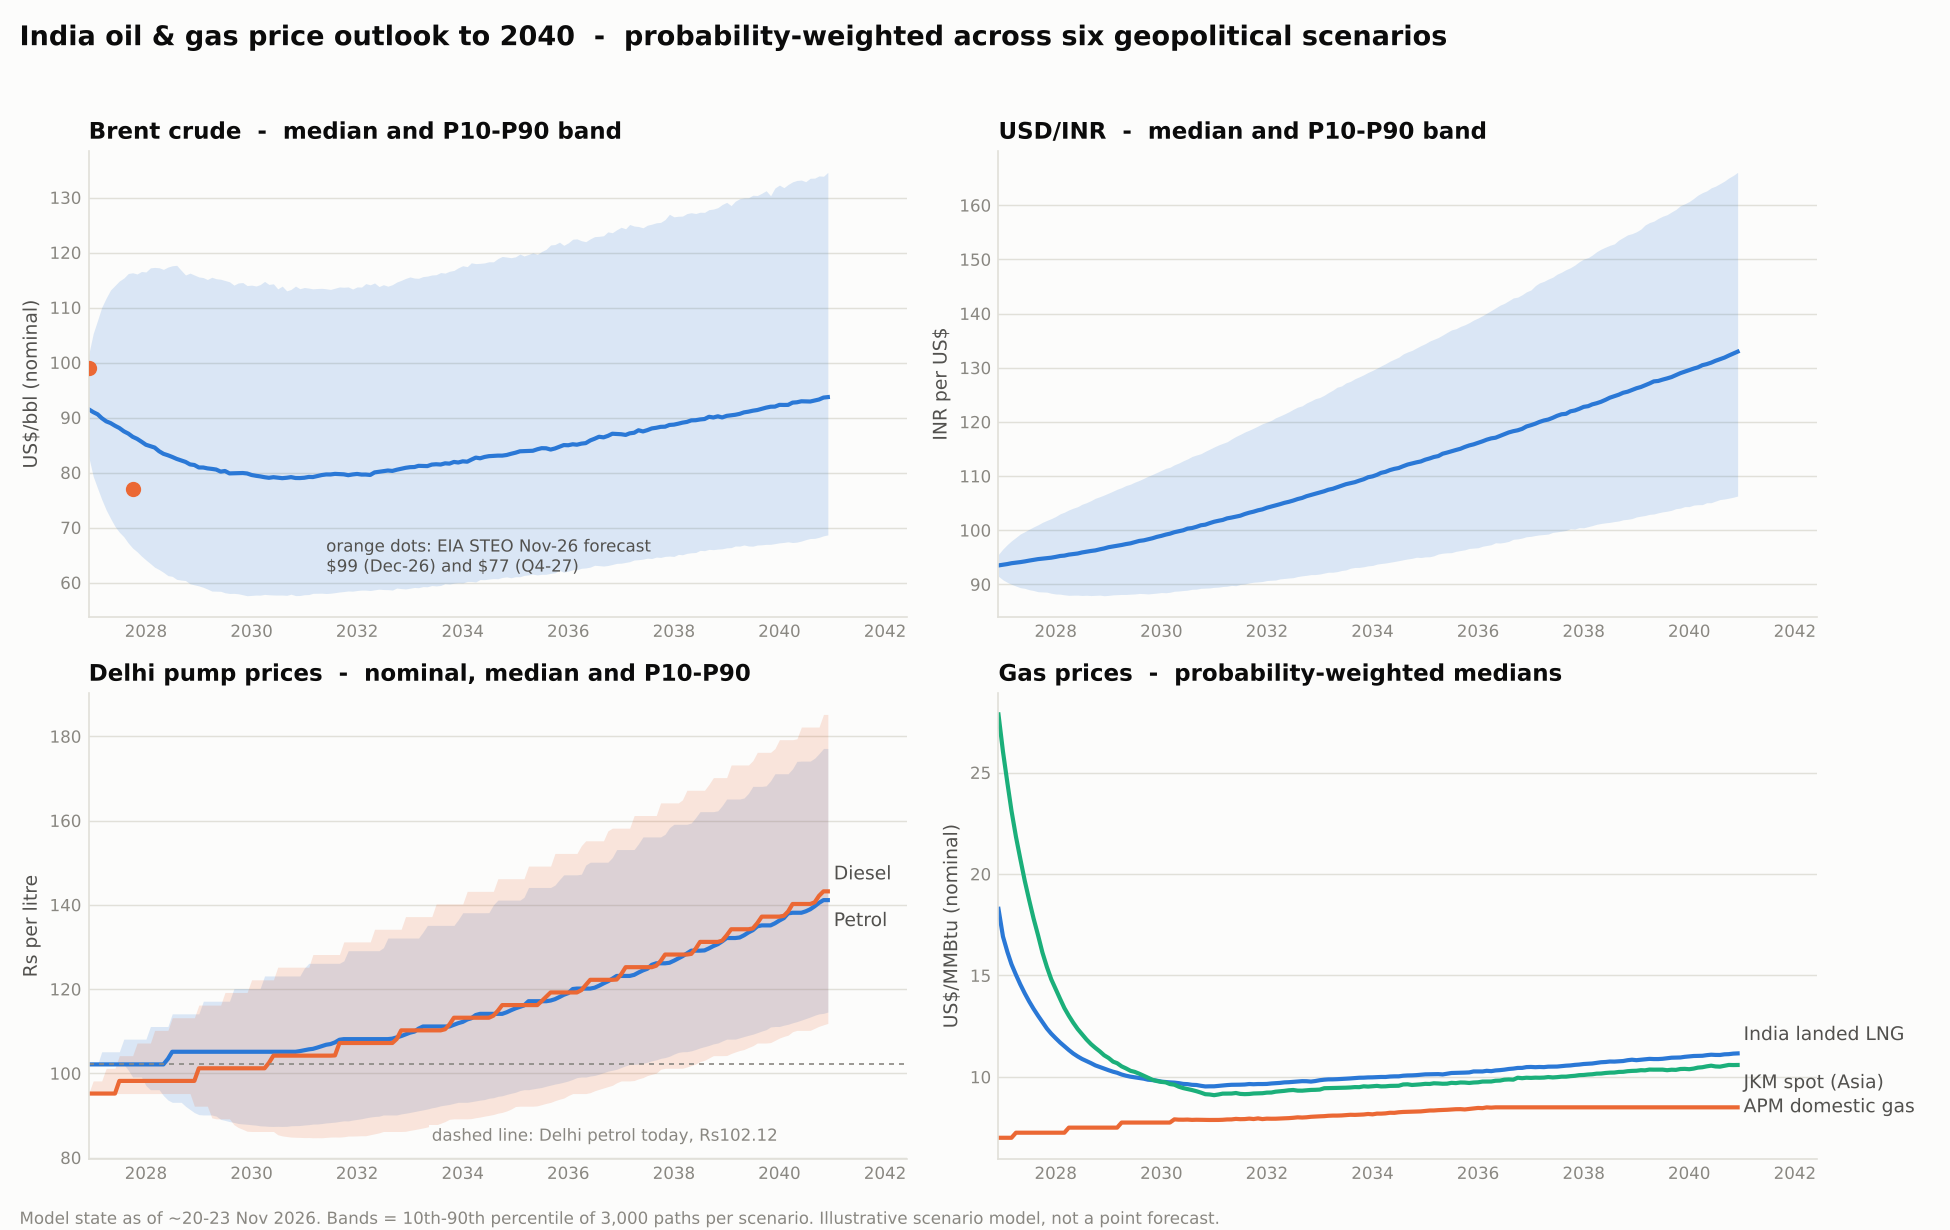 India oil & gas price outlook to 2040  -  probability-weighted across six geopolitical scenarios
Brent crude  -  median and P10-P90 band
US$/bbl (nominal)
130
120
110
100
90
80
70
60
orange dots: EIA STEO Nov-26 forecast
$99 (Dec-26) and $77 (Q4-27)
2028 2030 2032 2034 2036 2038 2040 2042
USD/INR  -  median and P10-P90 band
INR per US$
160
150
140
130
120
110
100
90
2028 2030 2032 2034 2036 2038 2040 2042
Delhi pump prices  -  nominal, median and P10-P90
Rs per litre
180
160
140
120
100
80
Diesel
Petrol
dashed line: Delhi petrol today, Rs102.12
2028 2030 2032 2034 2036 2038 2040 2042
Gas prices  -  probability-weighted medians
US$/MMBtu (nominal)
25
20
15
10
India landed LNG
JKM spot (Asia)
APM domestic gas
2028 2030 2032 2034 2036 2038 2040 2042
Model state as of ~20-23 Nov 2026. Bands = 10th-90th percentile of 3,000 paths per scenario. Illustrative scenario model, not a point forecast.